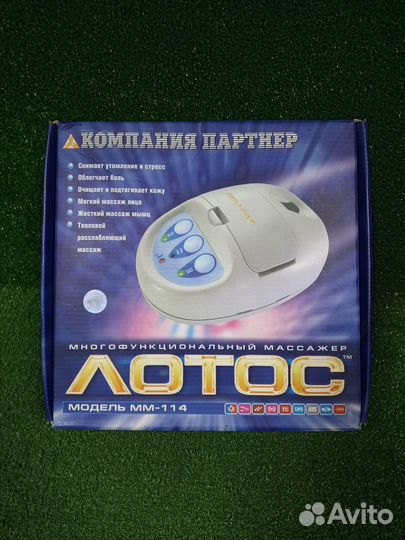 КОМПАНИЯ ПАРТНЕР
Снимает утомление и стресс
Облегчает боль
Очищает и подтягивает кожу
Мягкий массаж лица
Жесткий массаж мышц
Тепловой
расслабляющий
массаж
МНОГОФУНКЦИОНАЛЬНЫЙ МАССАЖЕР
ЛОТОС™
МОДЕЛЬ ММ-114
Avito